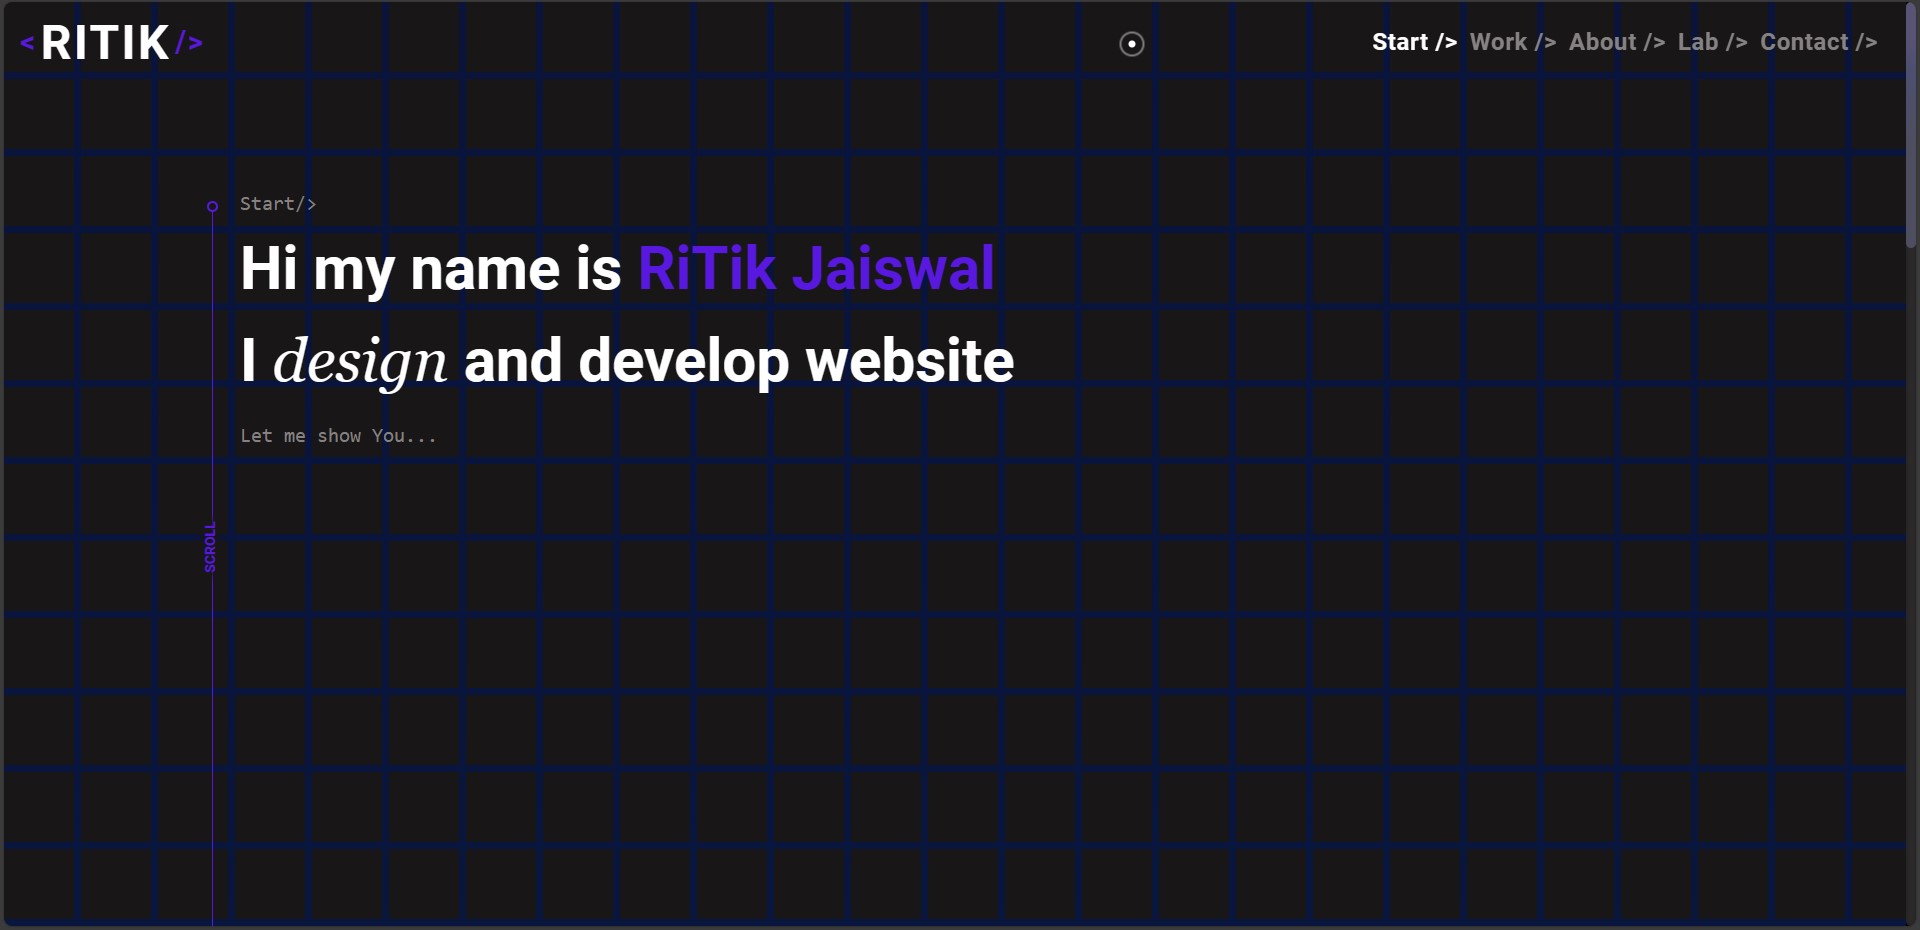 <RITIK/>
Start /> Work /> About /> Lab /> Contact />
Start/>
Hi my name is RiTik Jaiswal
I design and develop website
Let me show You...
SCROLL